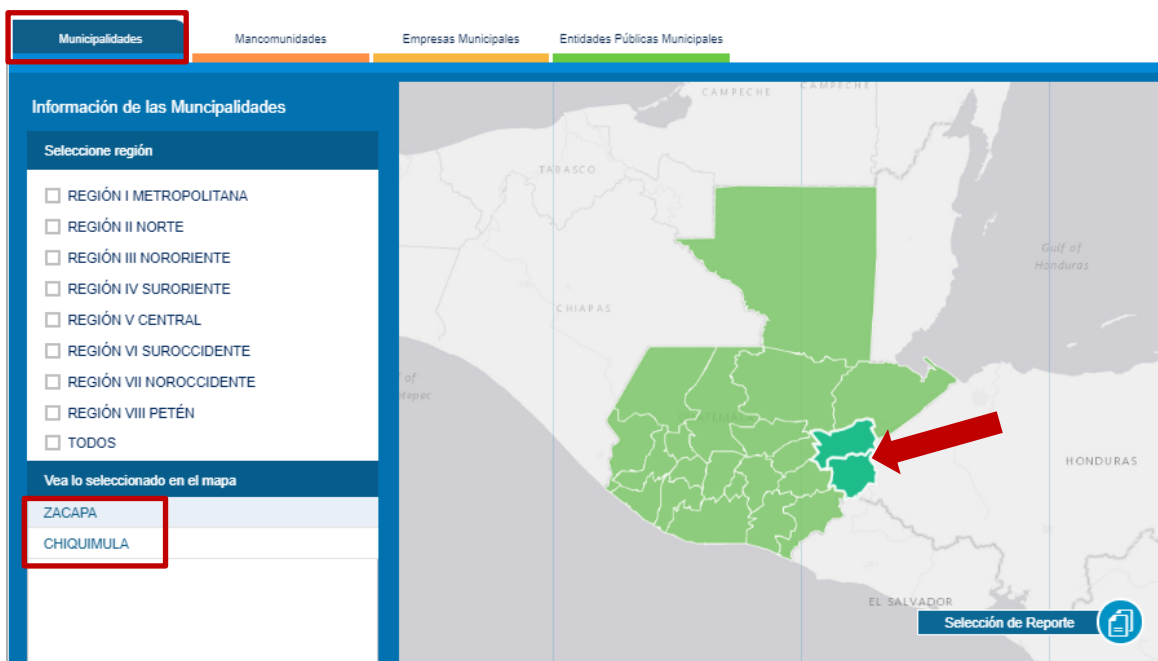 Municipalidades
Mancomunidades
Empresas Municipales
Entidades Públicas Municipales
Información de las Muncipalidades
Seleccione región
REGIÓN I METROPOLITANA
REGIÓN II NORTE
REGIÓN III NORORIENTE
REGIÓN IV SURORIENTE
REGIÓN V CENTRAL
REGIÓN VI SUROCCIDENTE
REGIÓN VII NOROCCIDENTE
REGIÓN VIII PETÉN
TODOS
Vea lo seleccionado en el mapa
ZACAPA
CHIQUIMULA
CAMPECHE
CAMPECHE
TABASCO
Gulf of
Honduras
CHIAPAS
of
GUATEMALA
HONDURAS
EL SALVADOR
Selección de Reporte